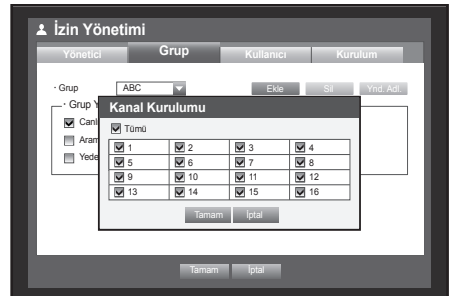 İzin Yönetimi
Yönetici Grup Kullanıcı Kurulum
· Grup ABC Ekle Sil Ynd. Adl.
· Grup Y
Canlı
Aram
Yede
Kanal Kurulumu
Tümü
1 2 3 4
5 6 7 8
9 10 11 12
13 14 15 16
Tamam İptal
Tamam İptal